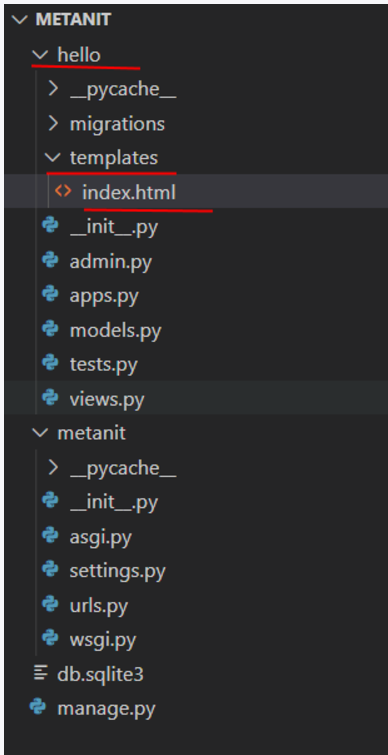 METANIT
hello
__pycache__
migrations
templates
index.html
__init__.py
admin.py
apps.py
models.py
tests.py
views.py
metanit
__pycache__
__init__.py
asgi.py
settings.py
urls.py
wsgi.py
db.sqlite3
manage.py